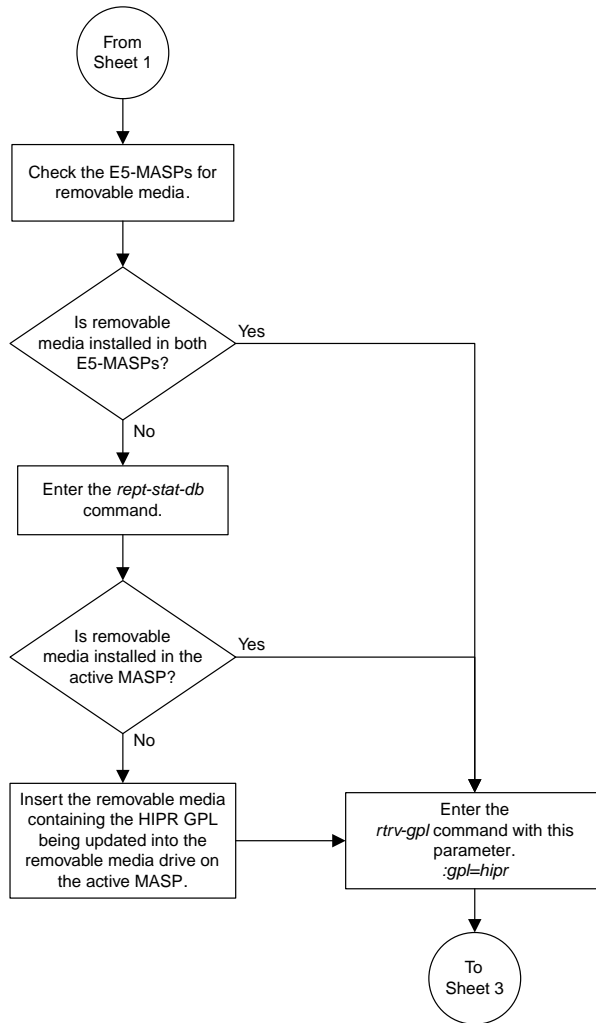 From
Sheet 1
Check the E5-MASPs for
removable media.
Is removable
media installed in both
E5-MASPs?
Yes
No
Enter the rept-stat-db
command.
Is removable
media installed in the
active MASP?
Yes
No
Insert the removable media
containing the HIPR GPL
being updated into the
removable media drive on
the active MASP.
Enter the
rtrv-gpl command with this
parameter.
:gpl=hipr
To
Sheet 3